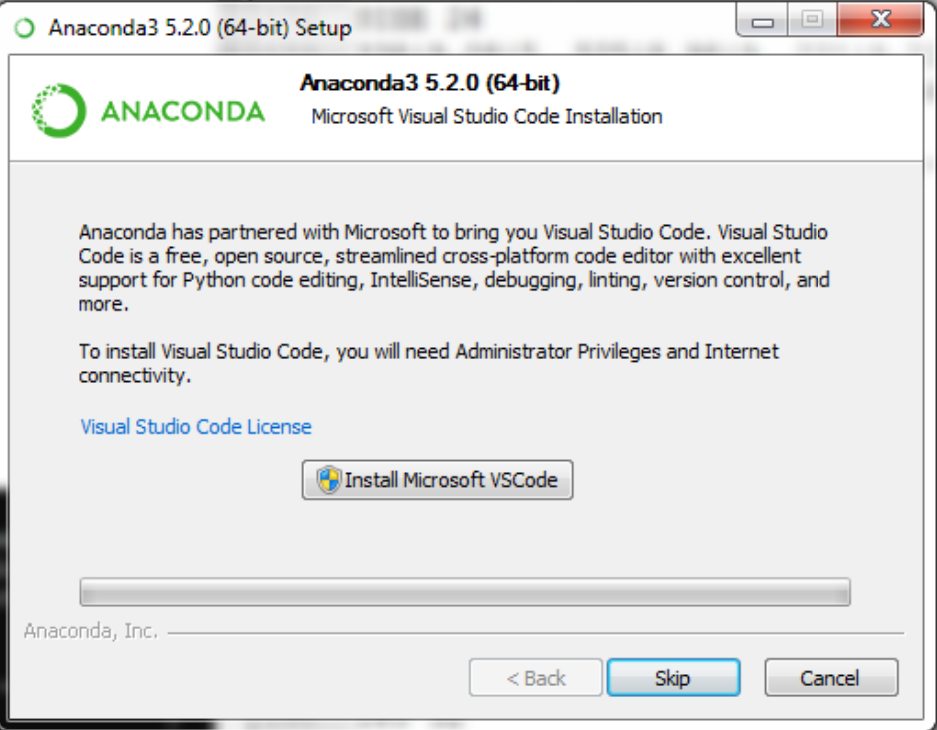 Anaconda3 5.2.0 (64-bit) Setup
ANACONDA
Anaconda3 5.2.0 (64-bit)
Microsoft Visual Studio Code Installation
Anaconda has partnered with Microsoft to bring you Visual Studio Code. Visual Studio
Code is a free, open source, streamlined cross-platform code editor with excellent
support for Python code editing, IntelliSense, debugging, linting, version control, and
more.
To install Visual Studio Code, you will need Administrator Privileges and Internet
connectivity.
Visual Studio Code License
Install Microsoft VSCode
Anaconda, Inc.
< Back
Skip
Cancel